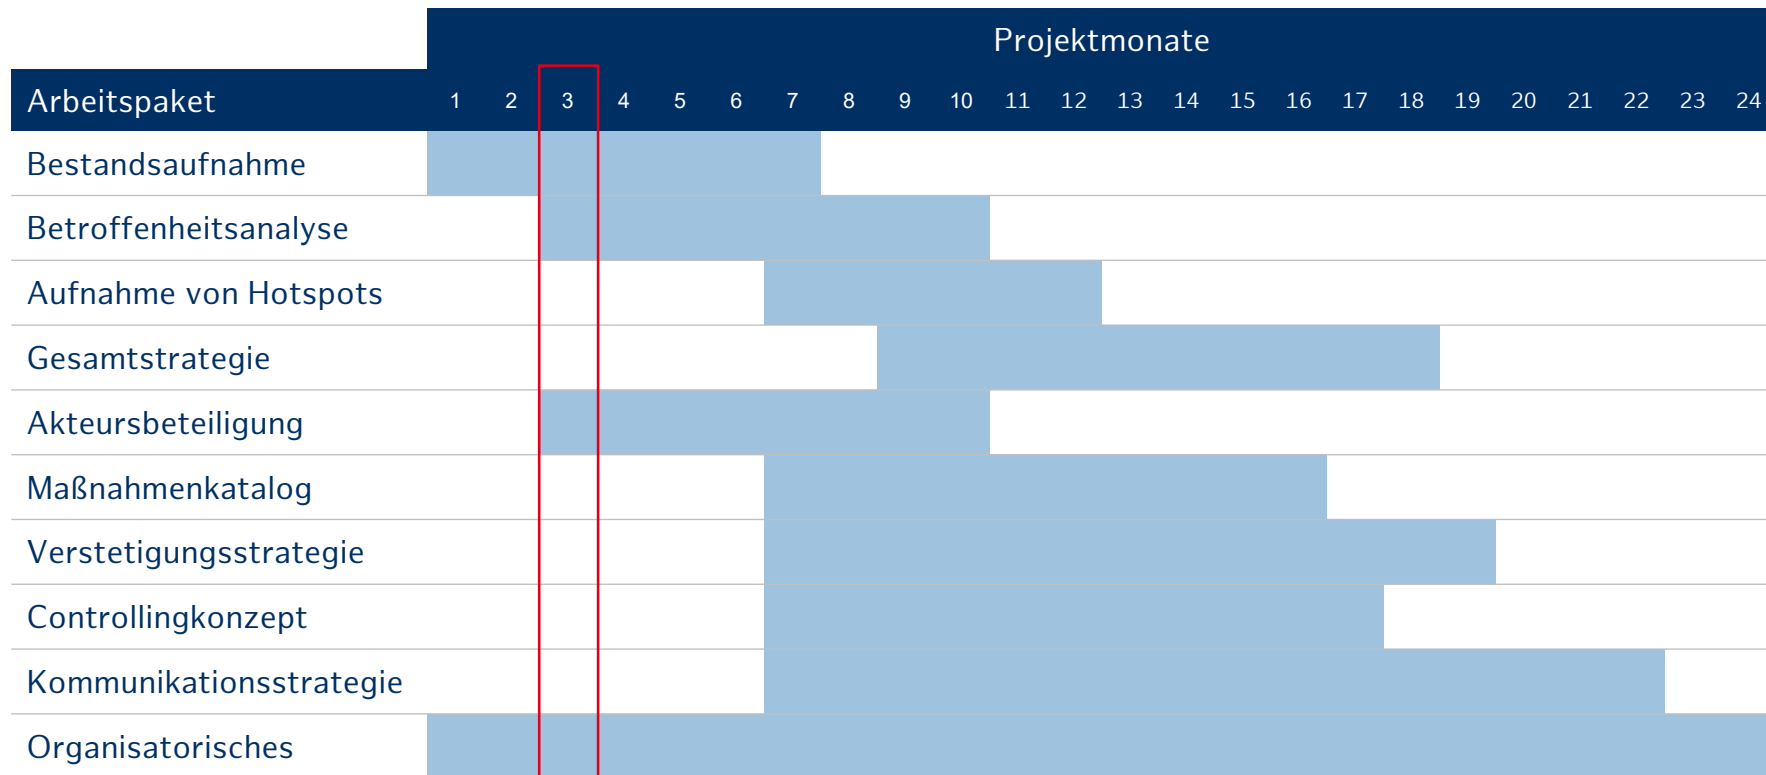 Projektmonate
Arbeitspaket 1 2 3 4 5 6 7 8 9 10 11 12 13 14 15 16 17 18 19 20 21 22 23 24
Bestandsaufnahme
Betroffenheitsanalyse
Aufnahme von Hotspots
Gesamtstrategie
Akteursbeteiligung
Maßnahmenkatalog
Verstetigungsstrategie
Controllingkonzept
Kommunikationsstrategie
Organisatorisches